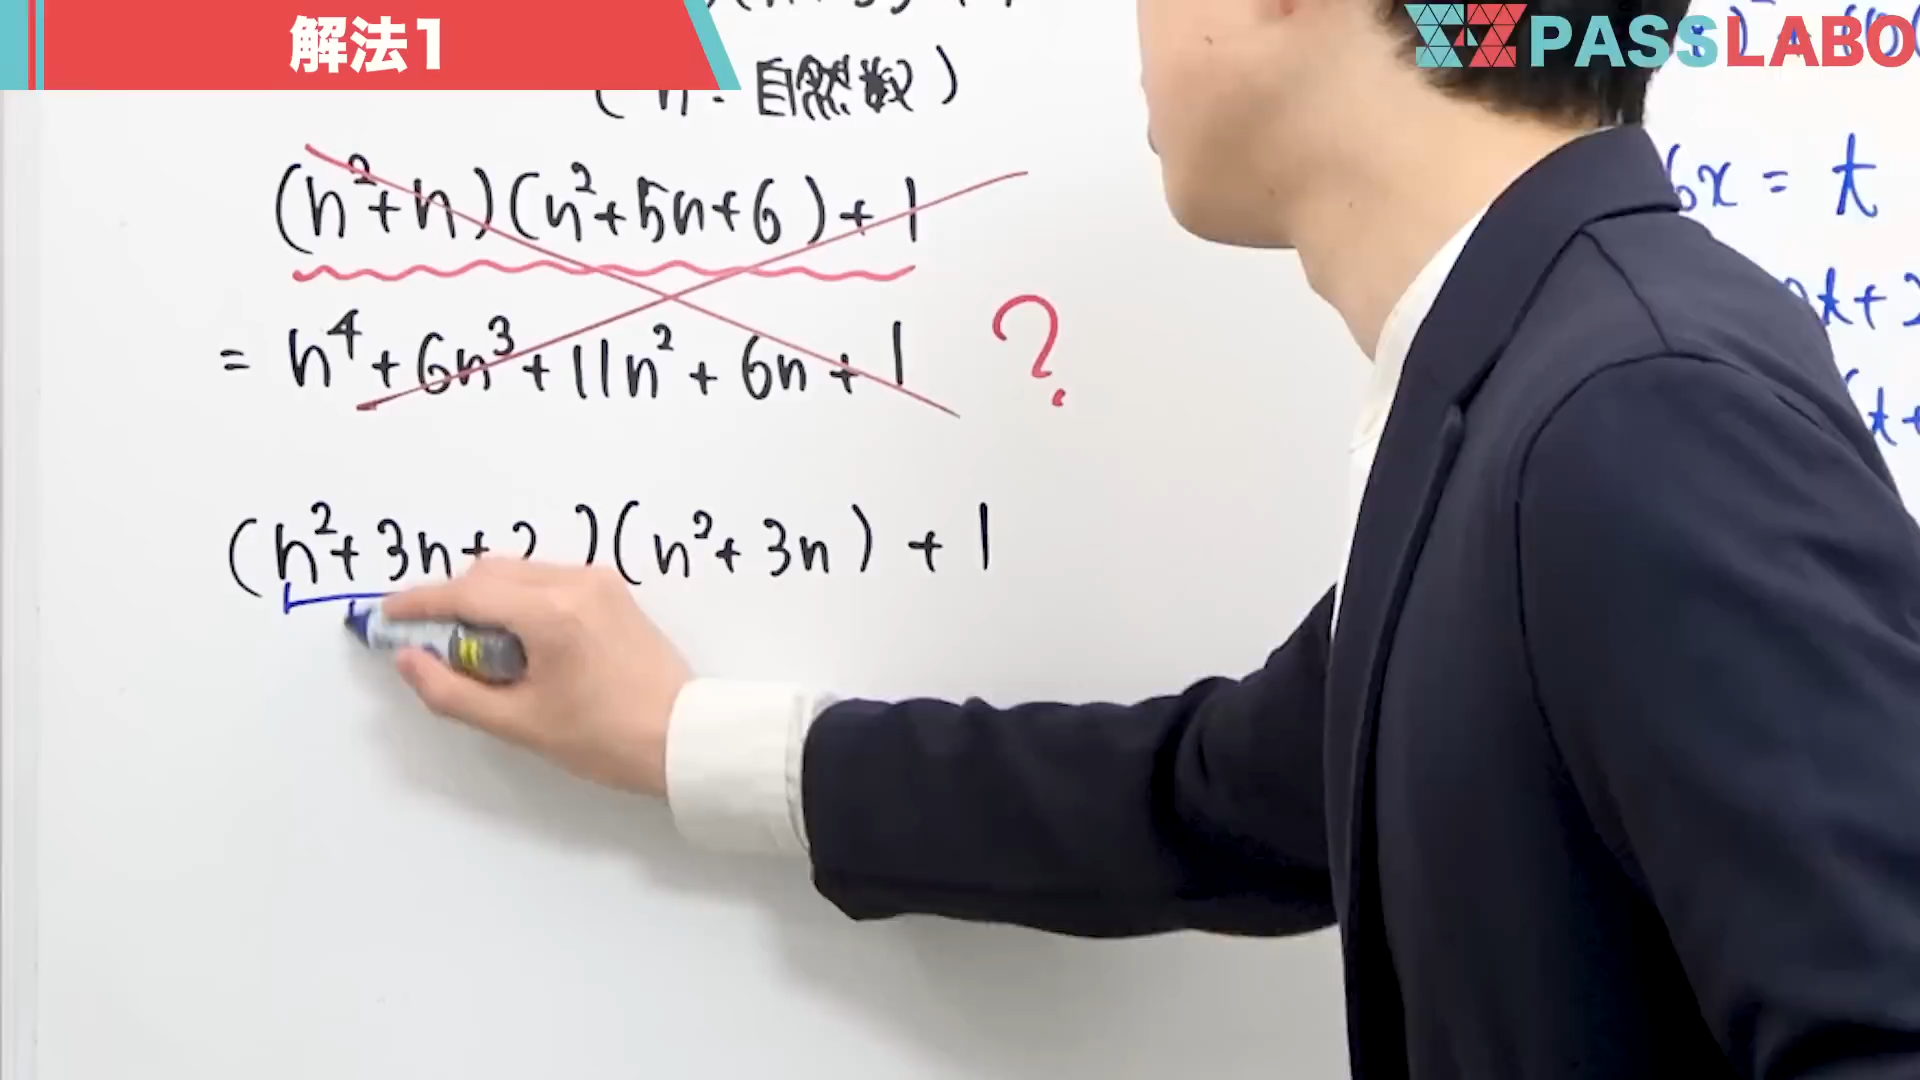 解法1
PASSLABO
(n:自然数)
(n²+n)(n²+5n+6)+1
= n⁴+6n³+11n²+6n+1 ?
(n²+3n+2)(n²+3n)+1
6x = t